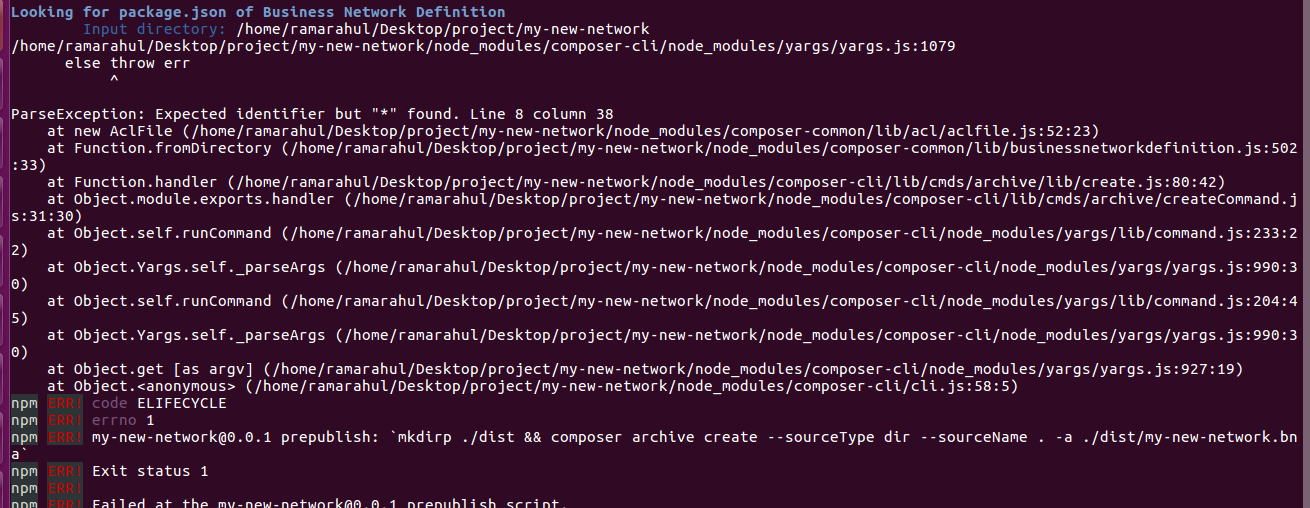 Looking for package.json of Business Network Definition
Input directory: /home/ramarahul/Desktop/project/my-new-network
/home/ramarahul/Desktop/project/my-new-network/node_modules/composer-cli/node_modules/yargs/yargs.js:1079
else throw err
^
ParseException: Expected identifier but "*" found. Line 8 column 38
at new AclFile (/home/ramarahul/Desktop/project/my-new-network/node_modules/composer-common/lib/acl/aclfile.js:52:23)
at Function.fromDirectory (/home/ramarahul/Desktop/project/my-new-network/node_modules/composer-common/lib/businessnetworkdefinition.js:502
:33)
at Function.handler (/home/ramarahul/Desktop/project/my-new-network/node_modules/composer-cli/lib/cmds/archive/lib/create.js:80:42)
at Object.module.exports.handler (/home/ramarahul/Desktop/project/my-new-network/node_modules/composer-cli/lib/cmds/archive/createCommand.j
s:31:30)
at Object.self.runCommand (/home/ramarahul/Desktop/project/my-new-network/node_modules/composer-cli/node_modules/yargs/lib/command.js:233:2
2)
at Object.Yargs.self._parseArgs (/home/ramarahul/Desktop/project/my-new-network/node_modules/composer-cli/node_modules/yargs/yargs.js:990:3
0)
at Object.self.runCommand (/home/ramarahul/Desktop/project/my-new-network/node_modules/composer-cli/node_modules/yargs/lib/command.js:204:4
5)
at Object.Yargs.self._parseArgs (/home/ramarahul/Desktop/project/my-new-network/node_modules/composer-cli/node_modules/yargs/yargs.js:990:3
0)
at Object.get [as argv] (/home/ramarahul/Desktop/project/my-new-network/node_modules/composer-cli/node_modules/yargs/yargs.js:927:19)
at Object.<anonymous> (/home/ramarahul/Desktop/project/my-new-network/node_modules/composer-cli/cli.js:58:5)
npm ERR! code ELIFECYCLE
npm ERR! errno 1
npm ERR! my-new-network@0.0.1 prepublish: `mkdirp ./dist && composer archive create --sourceType dir --sourceName . -a ./dist/my-new-network.bn
a`
npm ERR! Exit status 1
npm ERR!
npm ERR! Failed at the my-new-network@0.0.1 prepublish script.